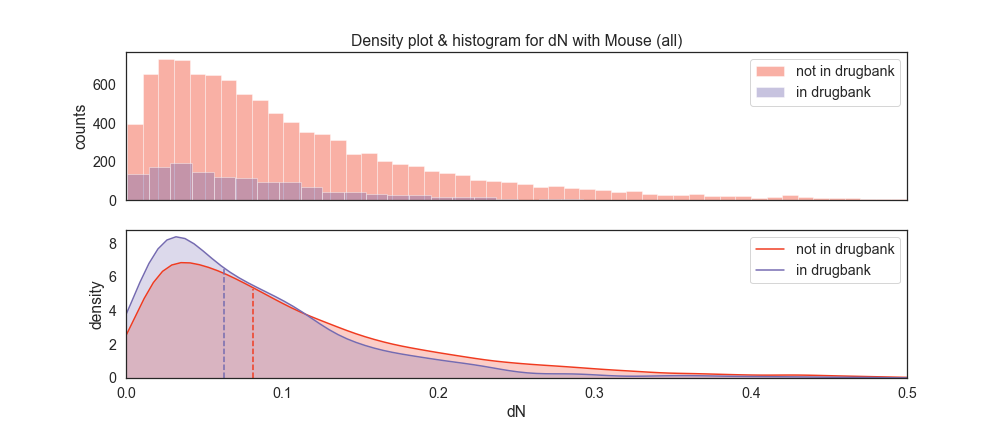 Density plot & histogram for dN with Mouse (all)
counts
600
400
200
0
not in drugbank
in drugbank
density
8
6
4
2
0
not in drugbank
in drugbank
0.0 0.1 0.2 0.3 0.4 0.5
dN